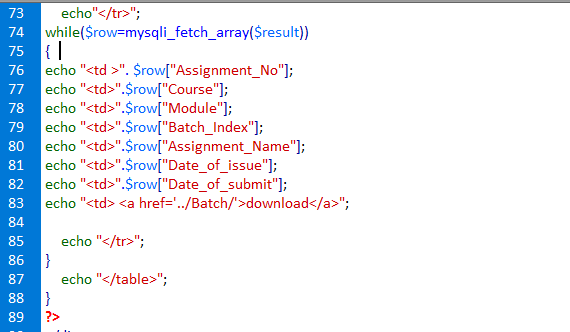 73 echo"</tr>";
74 while($row=mysqli_fetch_array($result))
75 {
76 echo "<td >". $row["Assignment_No"];
77 echo "<td>".$row["Course"];
78 echo "<td>".$row["Module"];
79 echo "<td>".$row["Batch_Index"];
80 echo "<td>".$row["Assignment_Name"];
81 echo "<td>".$row["Date_of_issue"];
82 echo "<td>".$row["Date_of_submit"];
83 echo "<td> <a href='../Batch/'>download</a>";
84
85 echo "</tr>";
86 }
87 echo "</table>";
88 }
89 ?>